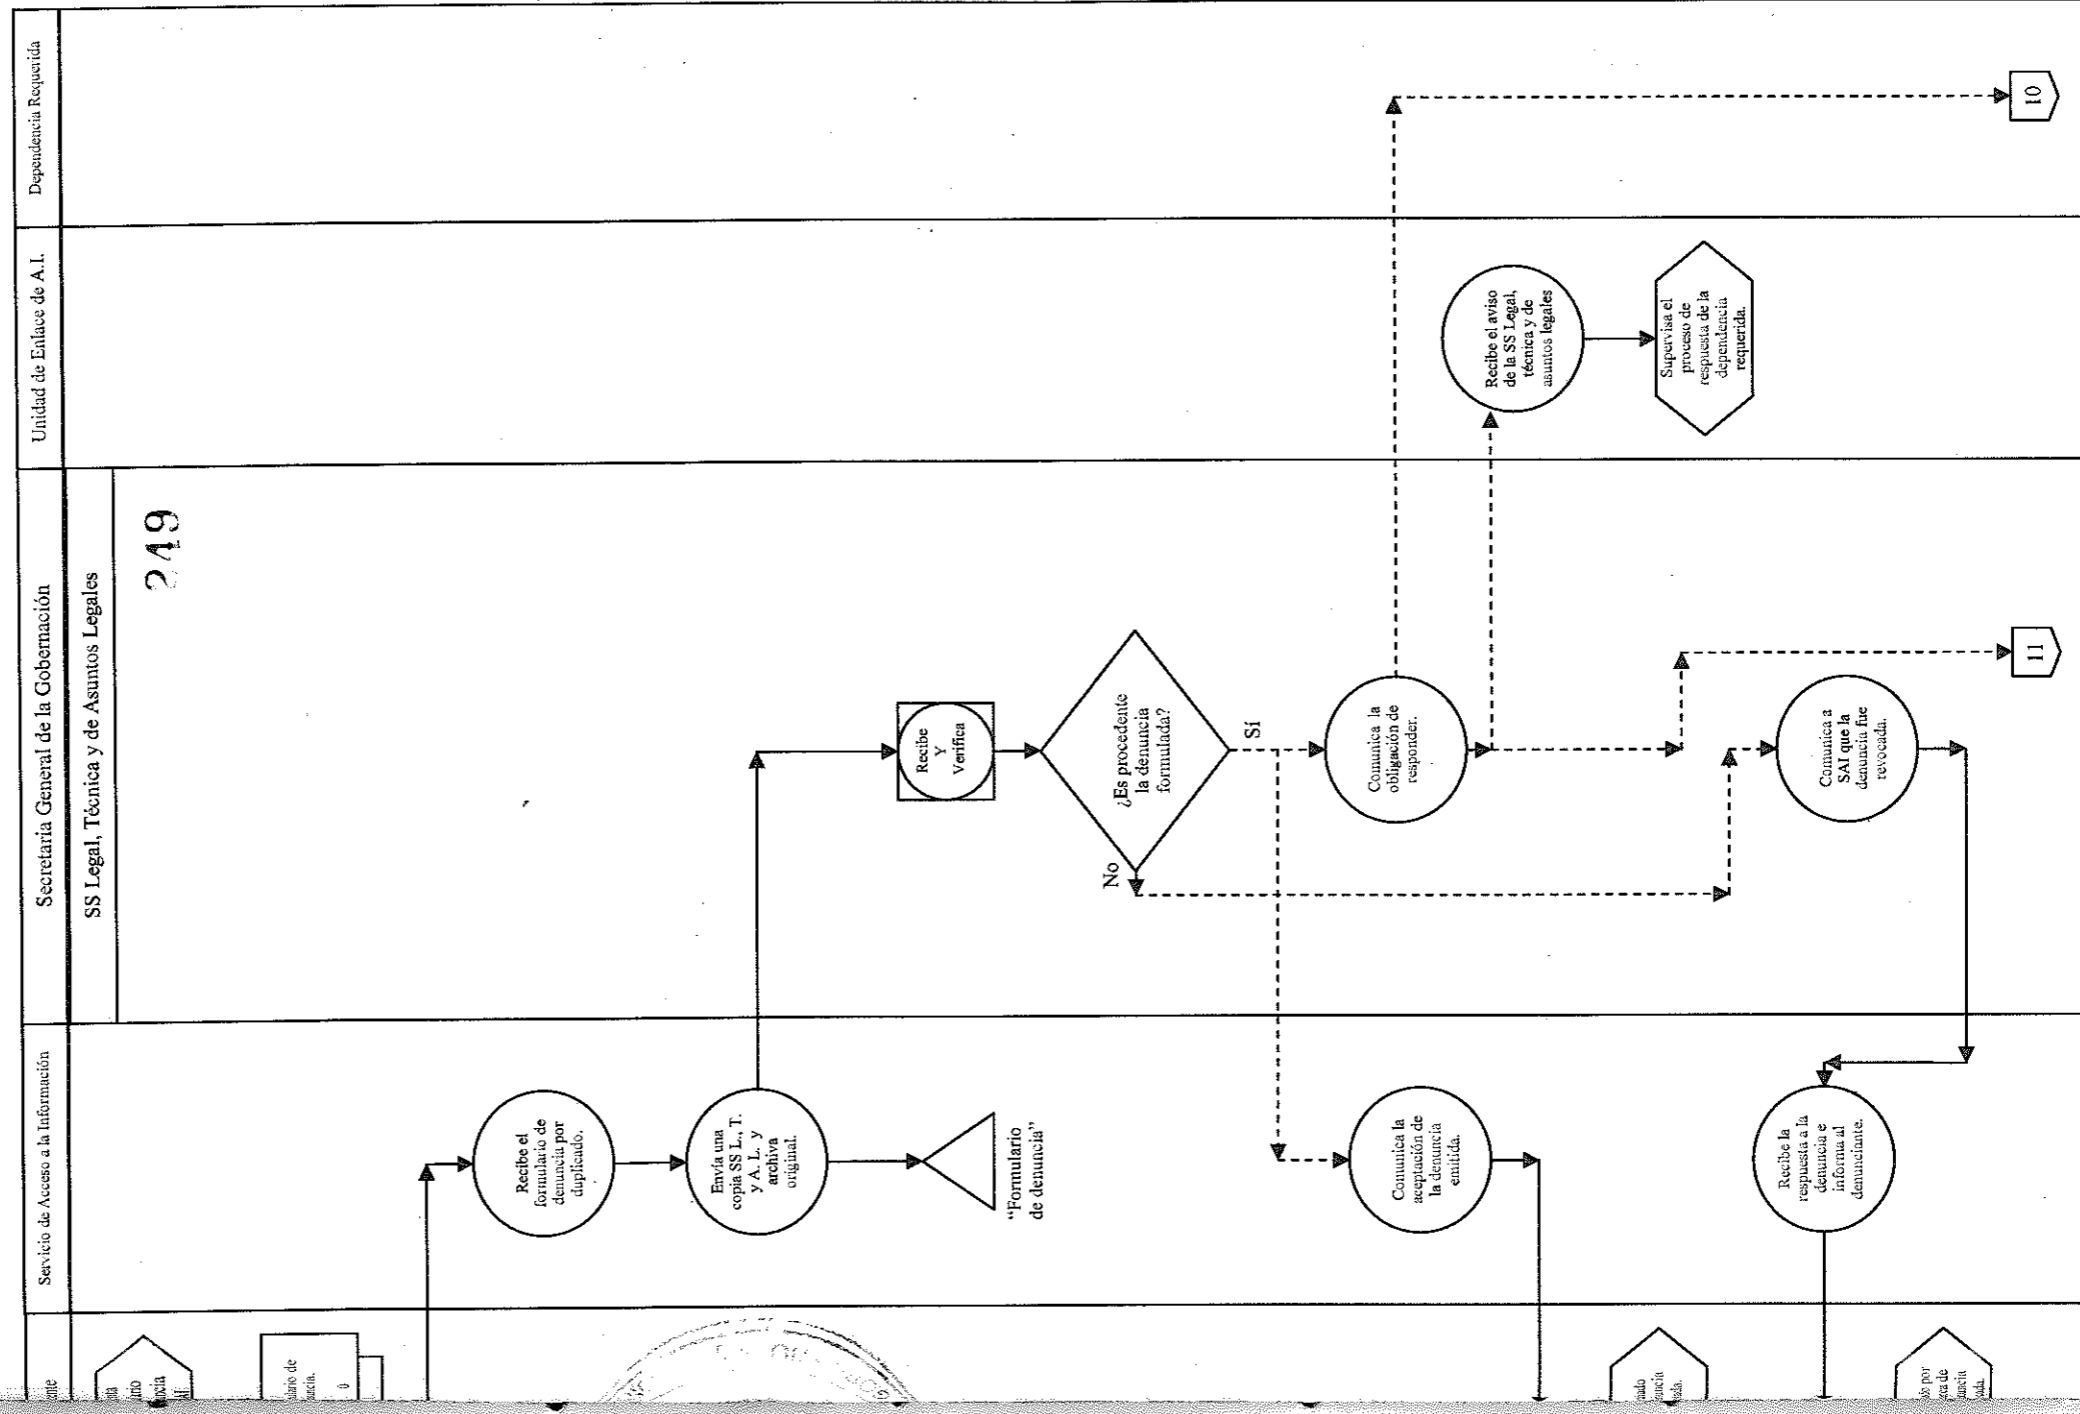 Servicio de Acceso a la Información
Secretaria General de la Gobernación
Unidad de Enlace de A.I.
Dependencia Requerida
SS Legal, Técnica y de Asuntos Legales
249
ario de
ncia.
0
Recibe el
formulario de
denuncia por
duplicado.
Envía una
copia SS L., T.
y A. L. y
archiva
original.
"Formulario
de denuncia"
Recibe
Y
Verifica
¿Es procedente
la denuncia
formulada?
No
Sí
Comunica la
obligación de
responder.
Recibe el aviso
de la SS Legal,
técnica y de
asuntos legales
Supervisa el
proceso de
respuesta de la
dependencia
requerida.
Comunica la
aceptación de
la denuncia
emitida.
Comunica a
SAI que la
denuncia fue
revocada.
Recibe la
respuesta a la
denuncia e
informa al
denunciante.
10
11